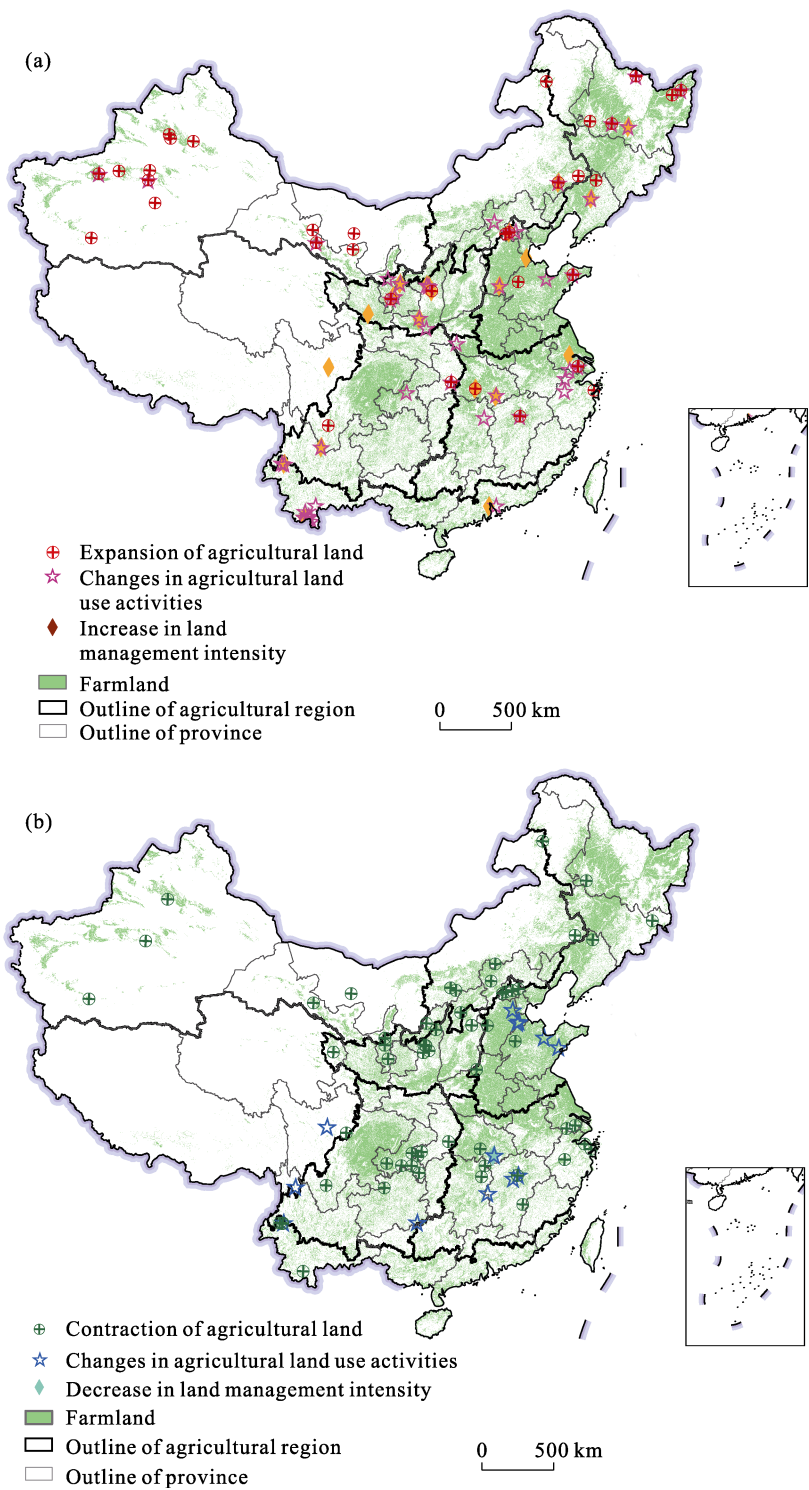 (a)
Expansion of agricultural land
Changes in agricultural land
use activities
Increase in land
management intensity
Farmland
Outline of agricultural region
Outline of province
0 500 km
(b)
Contraction of agricultural land
Changes in agricultural land use activities
Decrease in land management intensity
Farmland
Outline of agricultural region
Outline of province
0 500 km